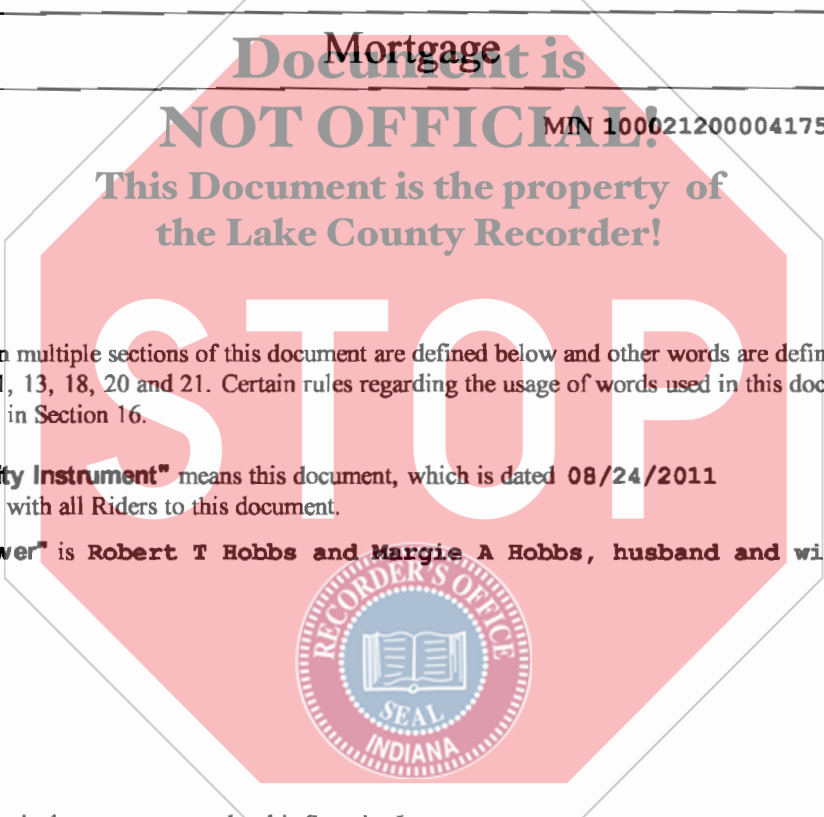 Mortgage
Document is
NOT OFFICIAL!
MIN 100021200004175
This Document is the property of
the Lake County Recorder!
STOP
n multiple sections of this document are defined below and other words are defin
, 13, 18, 20 and 21. Certain rules regarding the usage of words used in this doc
in Section 16.
ty Instrument" means this document, which is dated 08/24/2011
with all Riders to this document.
wer" is Robert T Hobbs and Margie A Hobbs, husband and wi
RECORDER'S OFFICE
SEAL
INDIANA